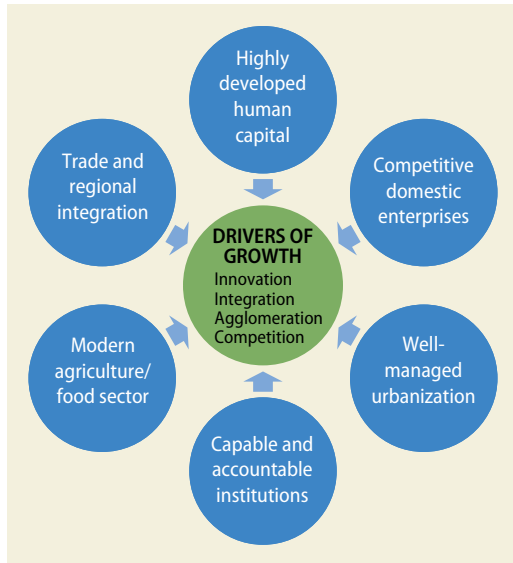 Highly
developed
human
capital
Trade and
regional
integration
Competitive
domestic
enterprises
DRIVERS OF
GROWTH
Innovation
Integration
Agglomeration
Competition
Modern
agriculture/
food sector
Well-
managed
urbanization
Capable and
accountable
institutions